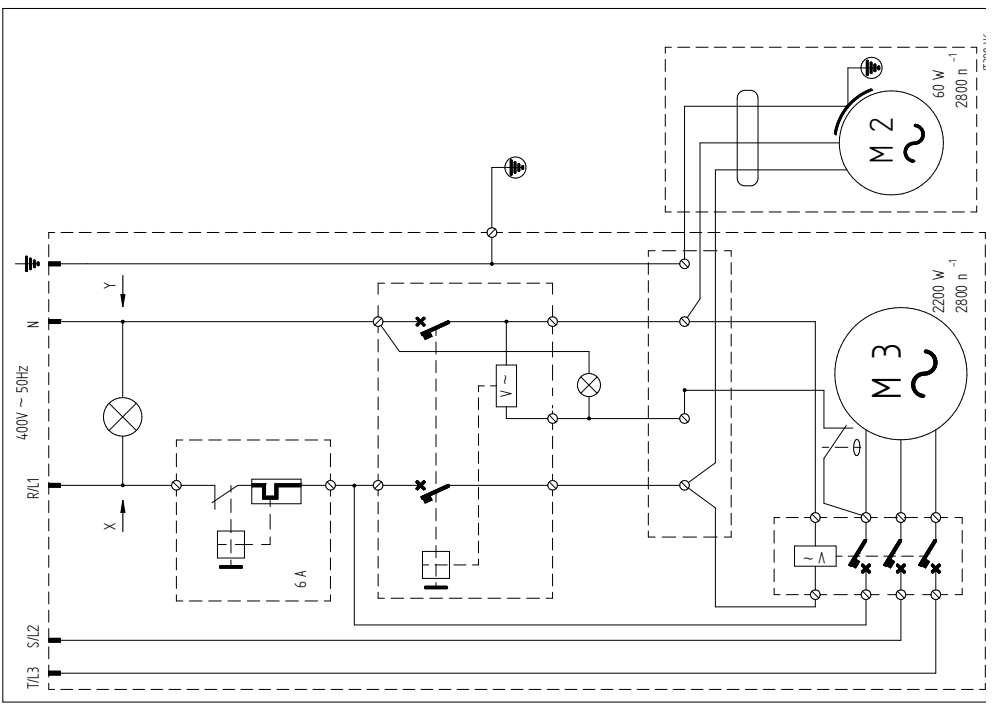 400V ~ 50Hz
T/L3
S/L2
R/L1
N
X
Y
6 A
V ~
V ~
M 2
60 W
2800 n⁻¹
M 3
2200 W
2800 n⁻¹